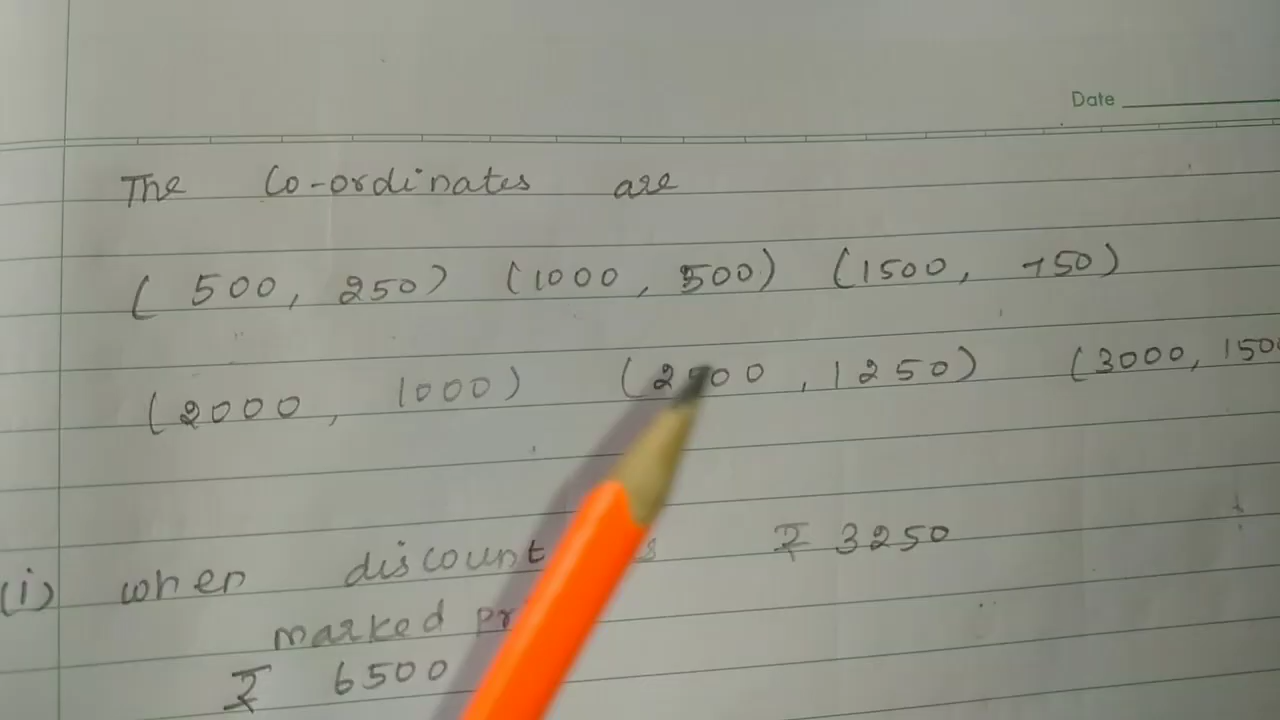 Date
The Co-ordinates are
( 500, 250) (1000, 500) (1500, 750)
(2000, 1000) (2500, 1250) (3000, 150
(i) when discount is ₹ 3250
marked
₹ 6500